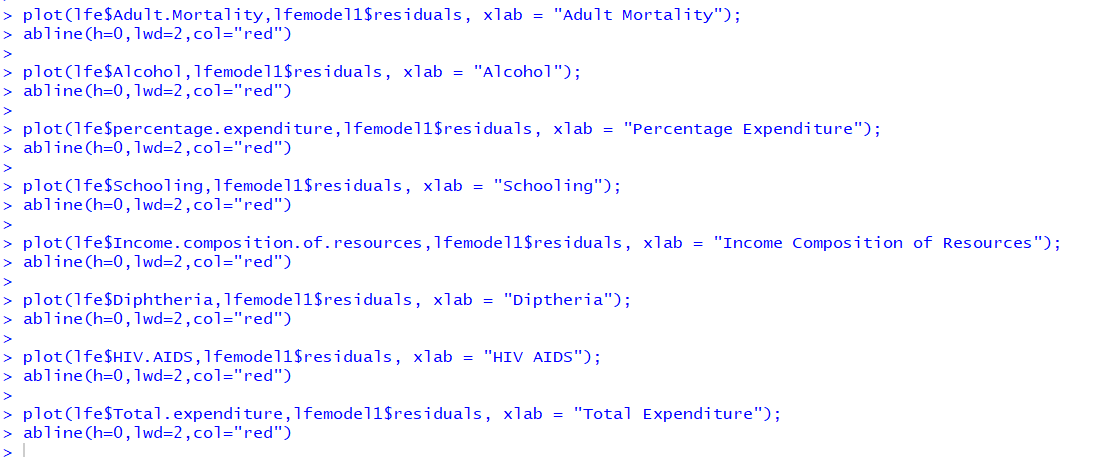 > plot(lfe$Adult.Mortality,lfemodel1$residuals, xlab = "Adult Mortality");
> abline(h=0,lwd=2,col="red")
>
> plot(lfe$Alcohol,lfemodel1$residuals, xlab = "Alcohol");
> abline(h=0,lwd=2,col="red")
>
> plot(lfe$percentage.expenditure,lfemodel1$residuals, xlab = "Percentage Expenditure");
> abline(h=0,lwd=2,col="red")
>
> plot(lfe$Schooling,lfemodel1$residuals, xlab = "Schooling");
> abline(h=0,lwd=2,col="red")
>
> plot(lfe$Income.composition.of.resources,lfemodel1$residuals, xlab = "Income Composition of Resources");
> abline(h=0,lwd=2,col="red")
>
> plot(lfe$Diphtheria,lfemodel1$residuals, xlab = "Diptheria");
> abline(h=0,lwd=2,col="red")
>
> plot(lfe$HIV.AIDS,lfemodel1$residuals, xlab = "HIV AIDS");
> abline(h=0,lwd=2,col="red")
>
> plot(lfe$Total.expenditure,lfemodel1$residuals, xlab = "Total Expenditure");
> abline(h=0,lwd=2,col="red")
>